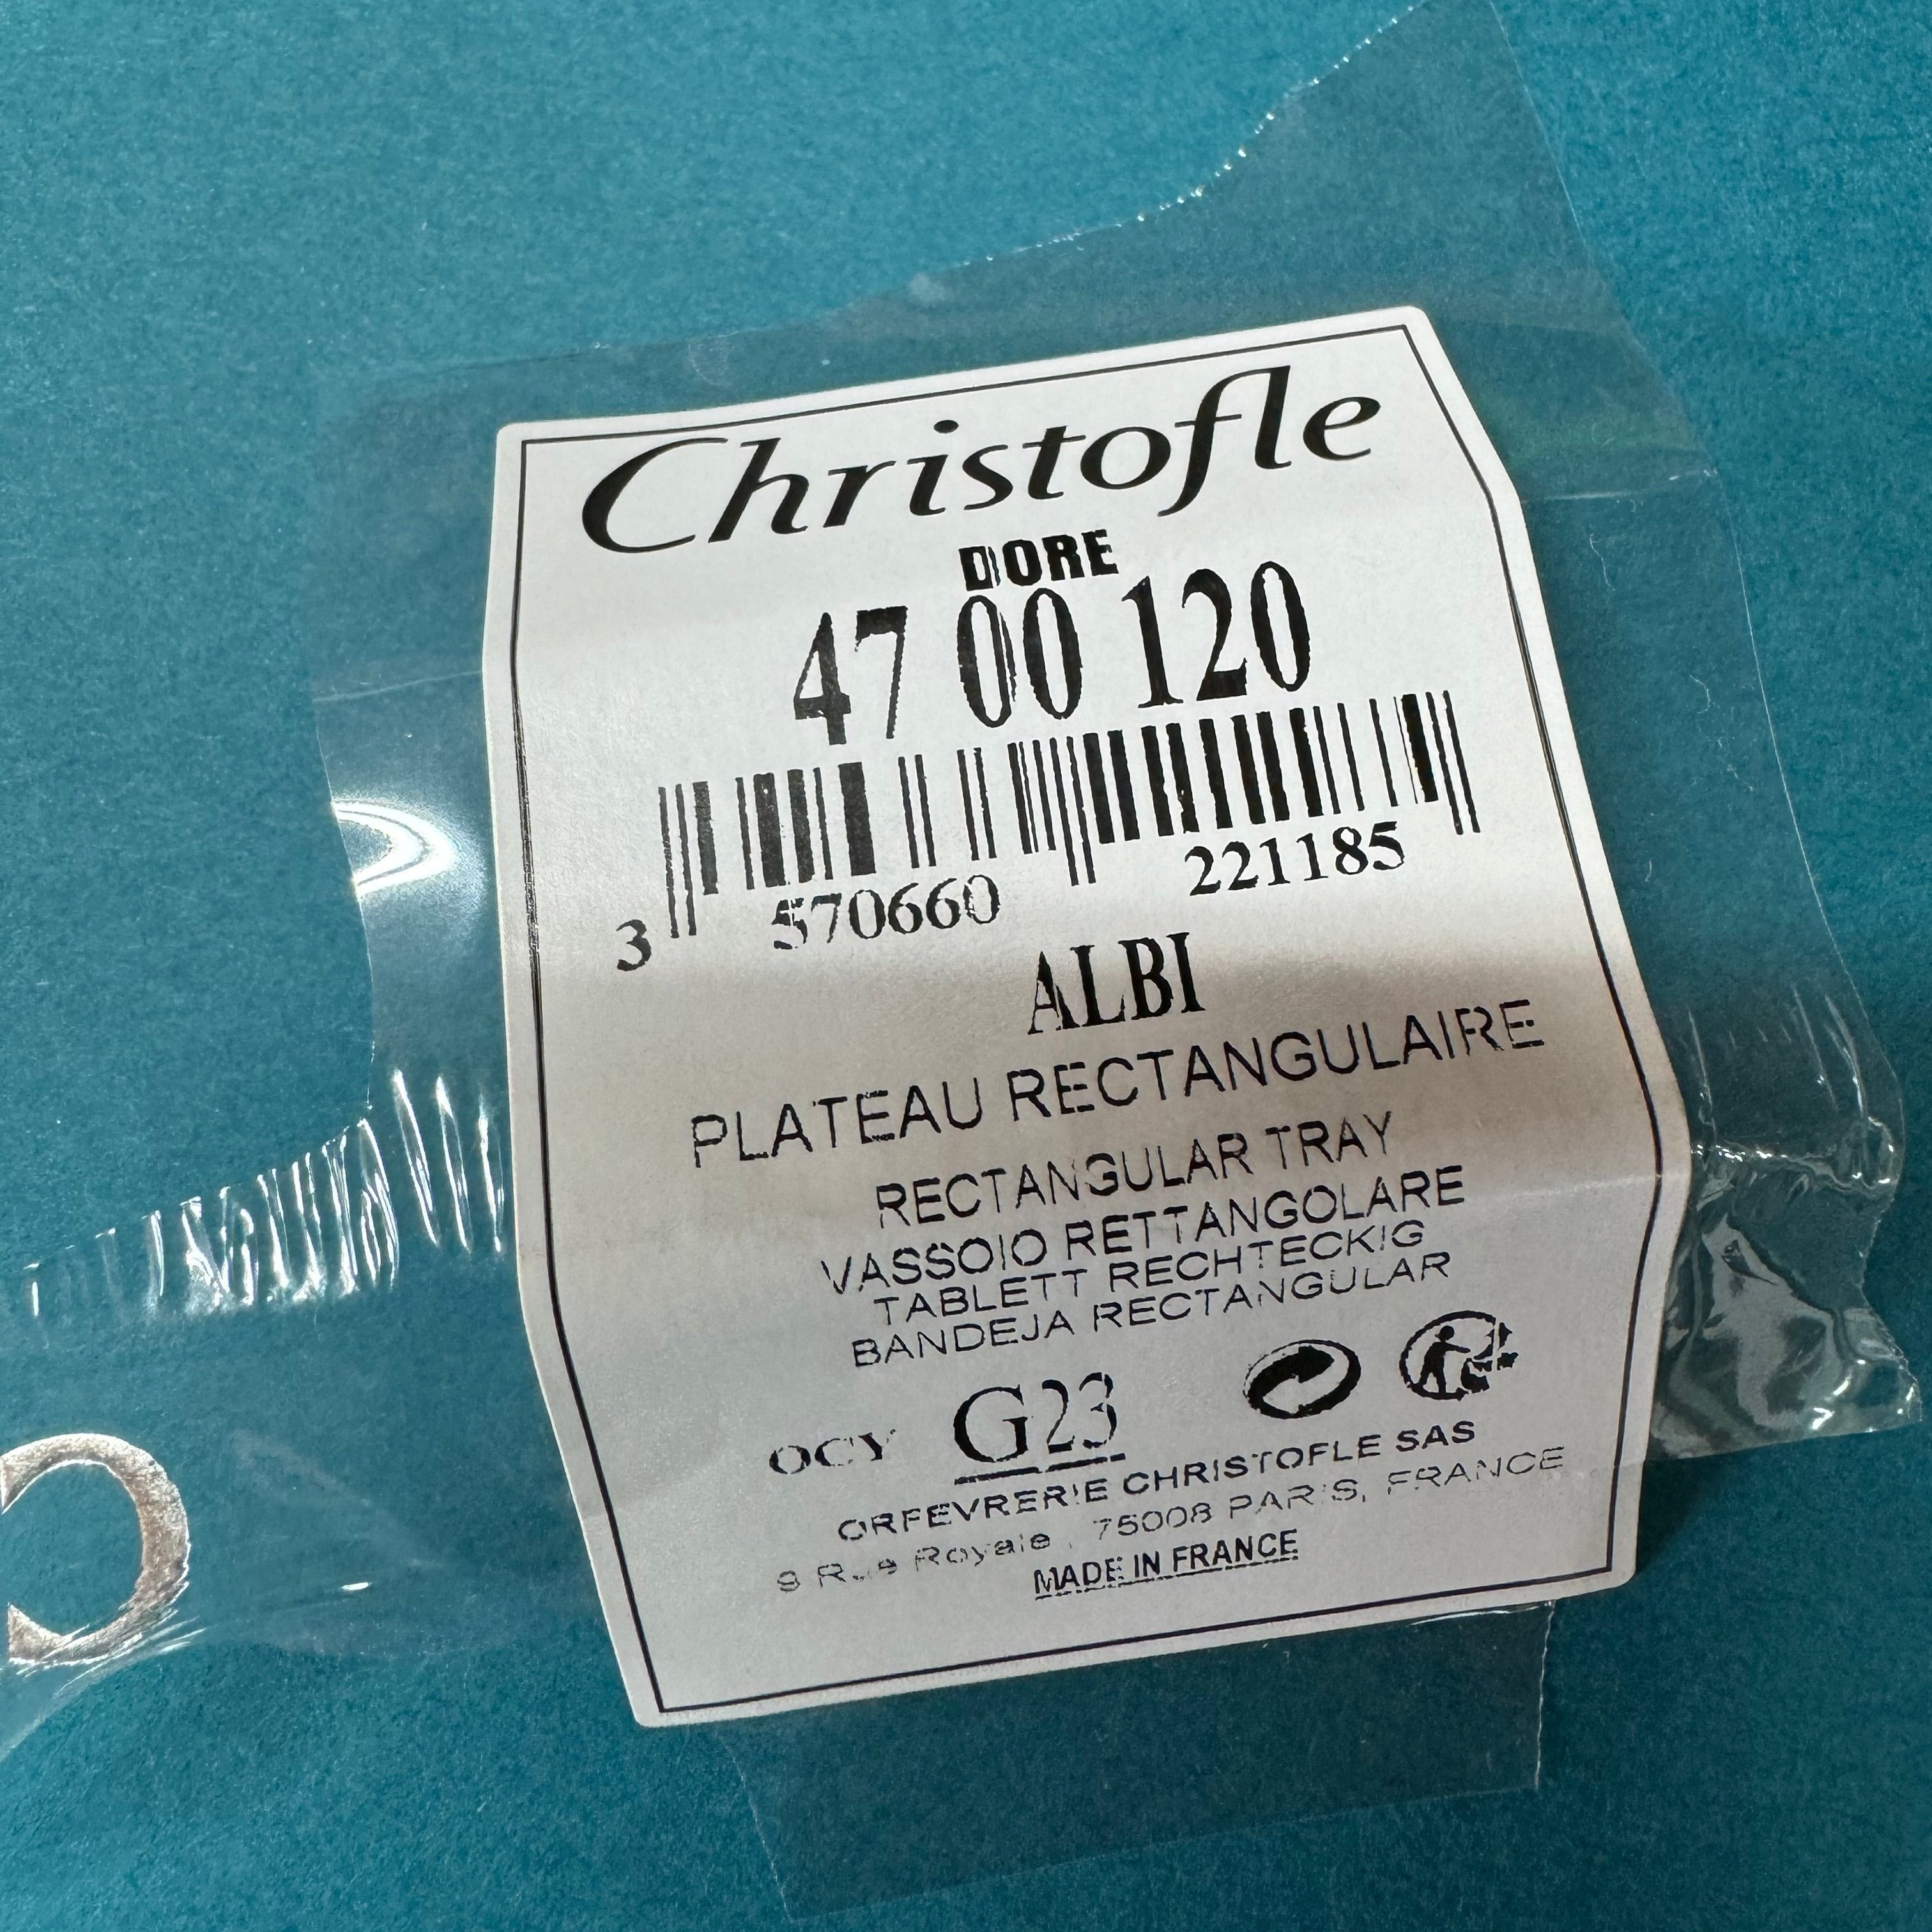 Christofle
DORE
47 00 120
3 570660 221185
ALBI
PLATEAU RECTANGULAIRE
RECTANGULAR TRAY
VASSOIO RETTANGOLARE
TABLETT RECHTECKIG
BANDEJA RECTANGULAR
OCY G23
ORFEVRERIE CHRISTOFLE SAS
9 Rue Royale , 75008 PARIS, FRANCE
MADE IN FRANCE